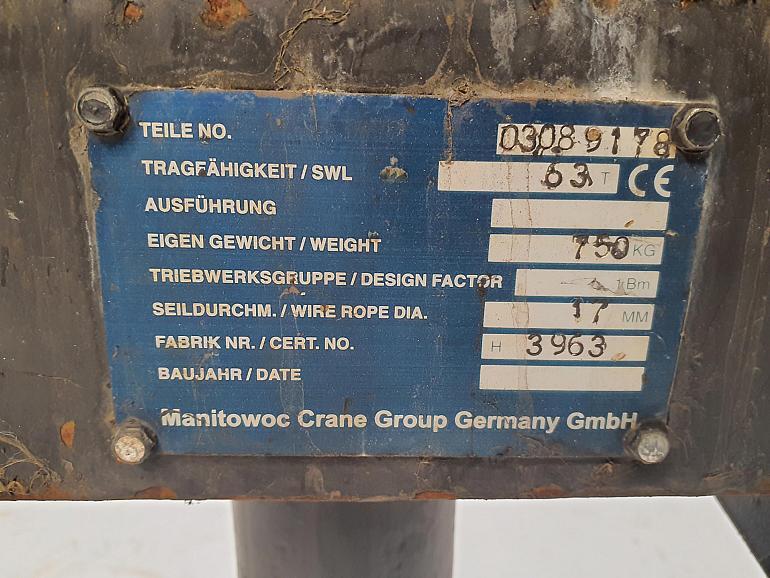 TEILE NO. 03089178
TRAGFÄHIGKEIT / SWL 63 T CE
AUSFÜHRUNG
EIGEN GEWICHT / WEIGHT 750 KG
TRIEBWERKSGRUPPE / DESIGN FACTOR 1Bm
SEILDURCHM. / WIRE ROPE DIA. 17 MM
FABRIK NR. / CERT. NO. H 3963
BAUJAHR / DATE
Manitowoc Crane Group Germany GmbH